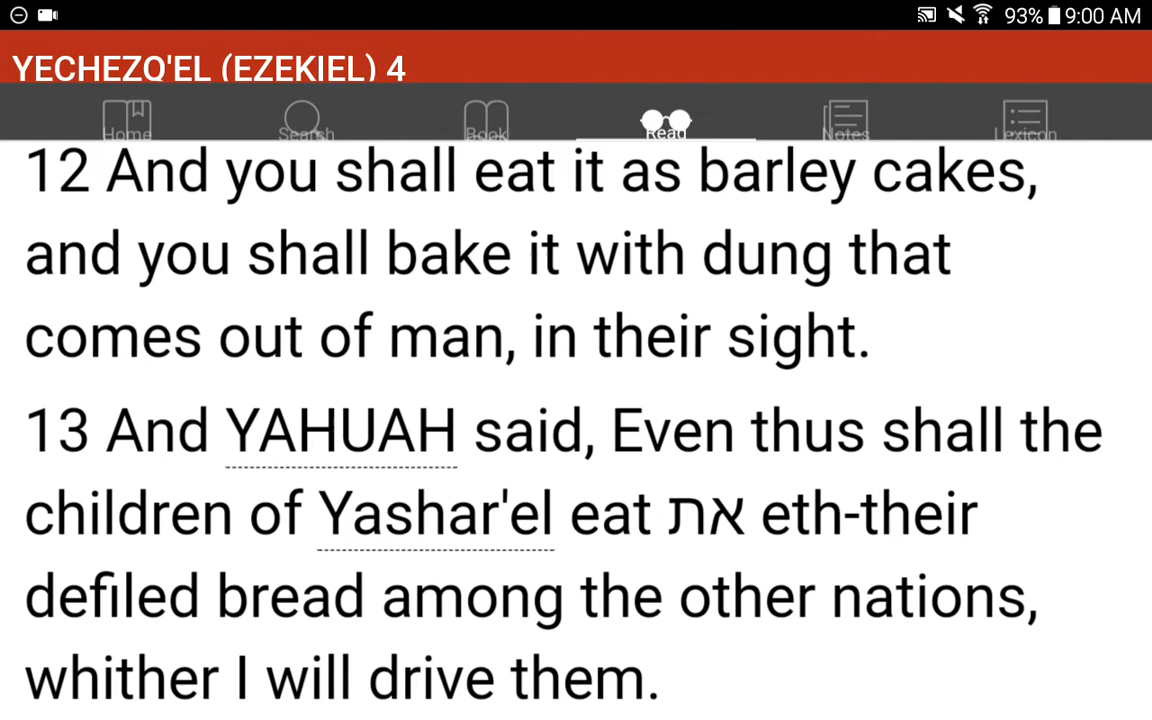 93% 9:00 AM
YECHEZQ'EL (EZEKIEL) 4
Home Search Book Read Notes Lexicon
12 And you shall eat it as barley cakes,
and you shall bake it with dung that
comes out of man, in their sight.
13 And YAHUAH said, Even thus shall the
children of Yashar'el eat את eth-their
defiled bread among the other nations,
whither I will drive them.